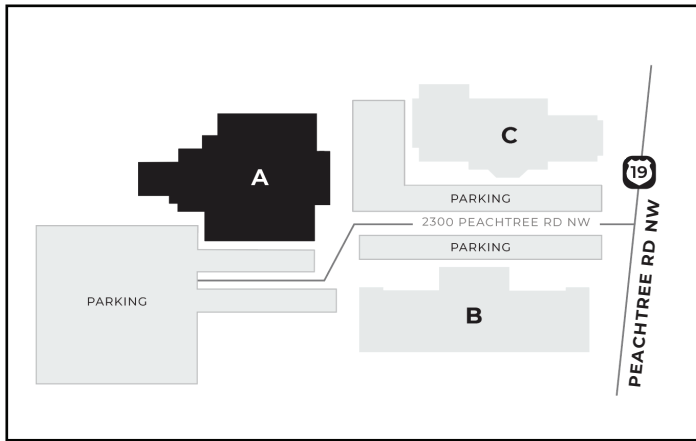 A
C
19
PARKING
2300 PEACHTREE RD NW
PARKING
PEACHTREE RD NW
PARKING
B